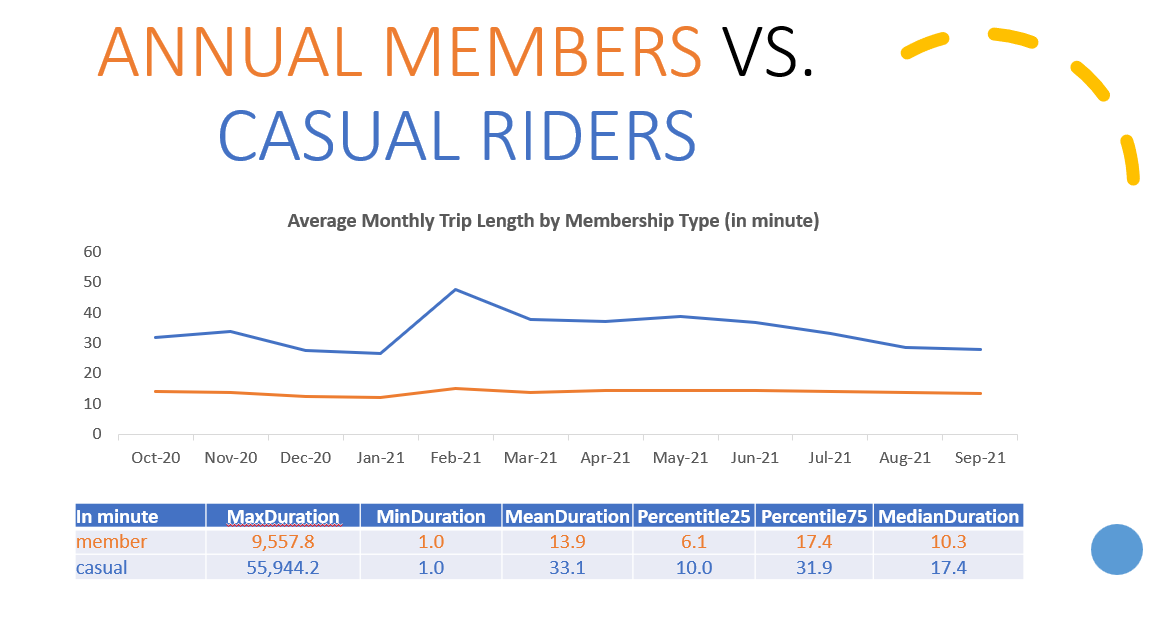 ANNUAL MEMBERS VS.
CASUAL RIDERS
Average Monthly Trip Length by Membership Type (in minute)
60
50
40
30
20
10
0
Oct-20 Nov-20 Dec-20 Jan-21 Feb-21 Mar-21 Apr-21 May-21 Jun-21 Jul-21 Aug-21 Sep-21
In minute MaxDuration MinDuration MeanDuration Percentitle25 Percentile75 MedianDuration
member 9,557.8 1.0 13.9 6.1 17.4 10.3
casual 55,944.2 1.0 33.1 10.0 31.9 17.4